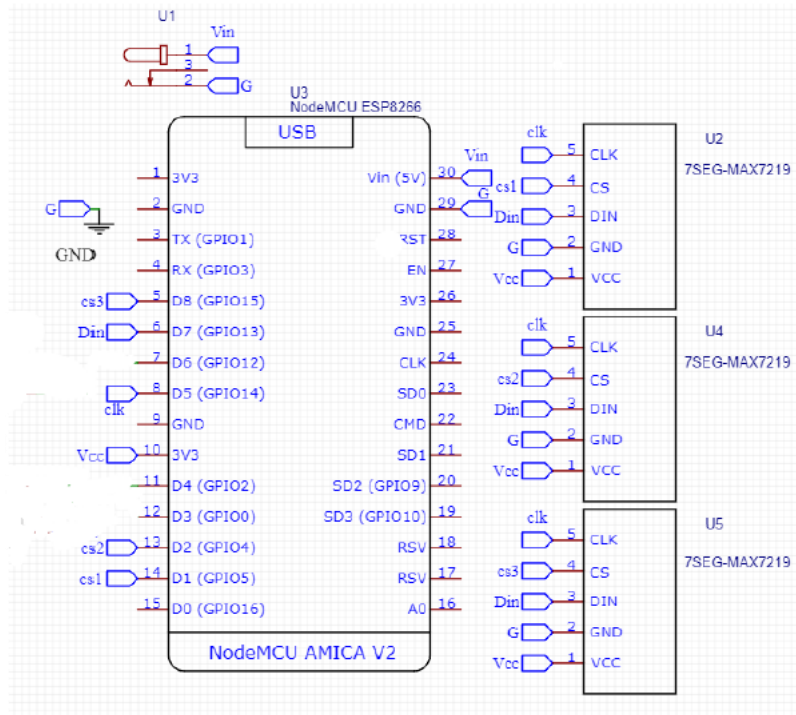 U1
Vin
1
3
2
G
U3
NodeMCU ESP8266
USB
1 3V3
G 2 GND
GND
3 TX (GPIO1)
4 RX (GPIO3)
cs3 5 D8 (GPIO15)
Din 6 D7 (GPIO13)
7 D6 (GPIO12)
clk 8 D5 (GPIO14)
9 GND
Vcc 10 3V3
11 D4 (GPIO2)
12 D3 (GPIO0)
cs2 13 D2 (GPIO4)
cs1 14 D1 (GPIO5)
15 D0 (GPIO16)
Vin (5V) 30 Vin
GND 29 G
RST 28
EN 27
3V3 26
GND 25
CLK 24
SD0 23
CMD 22
SD1 21
SD2 (GPIO9) 20
SD3 (GPIO10) 19
RSV 18
RSV 17
A0 16
NodeMCU AMICA V2
U2
7SEG-MAX7219
clk 5 CLK
cs1 4 CS
Din 3 DIN
G 2 GND
Vcc 1 VCC
U4
7SEG-MAX7219
clk 5 CLK
cs2 4 CS
Din 3 DIN
G 2 GND
Vcc 1 VCC
U5
7SEG-MAX7219
clk 5 CLK
cs3 4 CS
Din 3 DIN
G 2 GND
Vcc 1 VCC